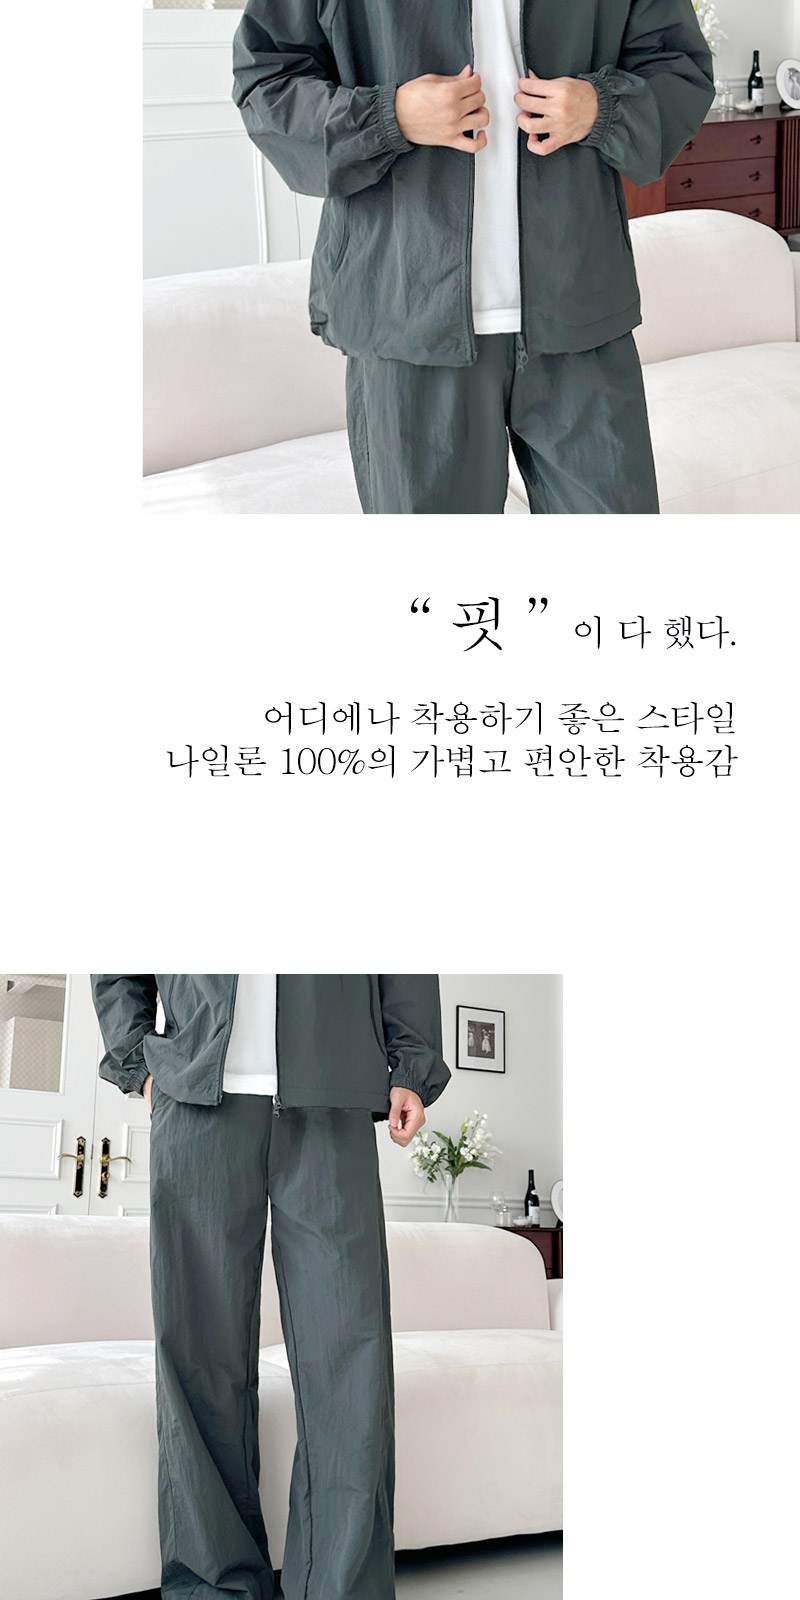 “ 핏 ” 이 다 했다.
어디에나 착용하기 좋은 스타일
나일론 100%의 가볍고 편안한 착용감